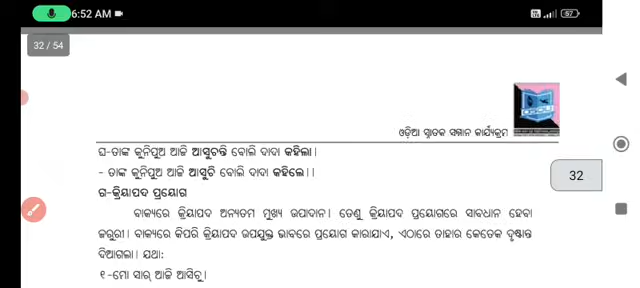 6:52 AM
57
32 / 54
ଓଡ଼ିଆ ସ୍ନାତକ ସମ୍ମାନ କାର୍ଯ୍ୟକ୍ରମ
ଘ-ତାଙ୍କ କୁନିପୁଅ ଆଜି ଆସୁଚନ୍ତି ବୋଲି ଦାଦା କହିଲା।
- ତାଙ୍କ କୁନିପୁଅ ଆଜି ଆସୁଚି ବୋଲି ଦାଦା କହିଲେ।।
32
ଗ-କ୍ରିୟାପଦ ପ୍ରୟୋଗ
ବାକ୍ୟରେ କ୍ରିୟାପଦ ଅନ୍ୟତମ ମୁଖ୍ୟ ଉପାଦାନ। ତେଣୁ କ୍ରିୟାପଦ ପ୍ରୟୋଗରେ ସାବଧାନ ହେବା
ଜରୁରୀ। ବାକ୍ୟରେ କିପରି କ୍ରିୟାପଦ ଉପଯୁକ୍ତ ଭାବରେ ପ୍ରୟୋଗ କରାଯାଏ, ଏଠାରେ ତାହାର କେତେକ ଦୃଷ୍ଟାନ୍ତ
ଦିଆଗଲା। ଯଥା:
୧-ମୋ ସାର୍ ଆଜି ଆସିଚୁ।